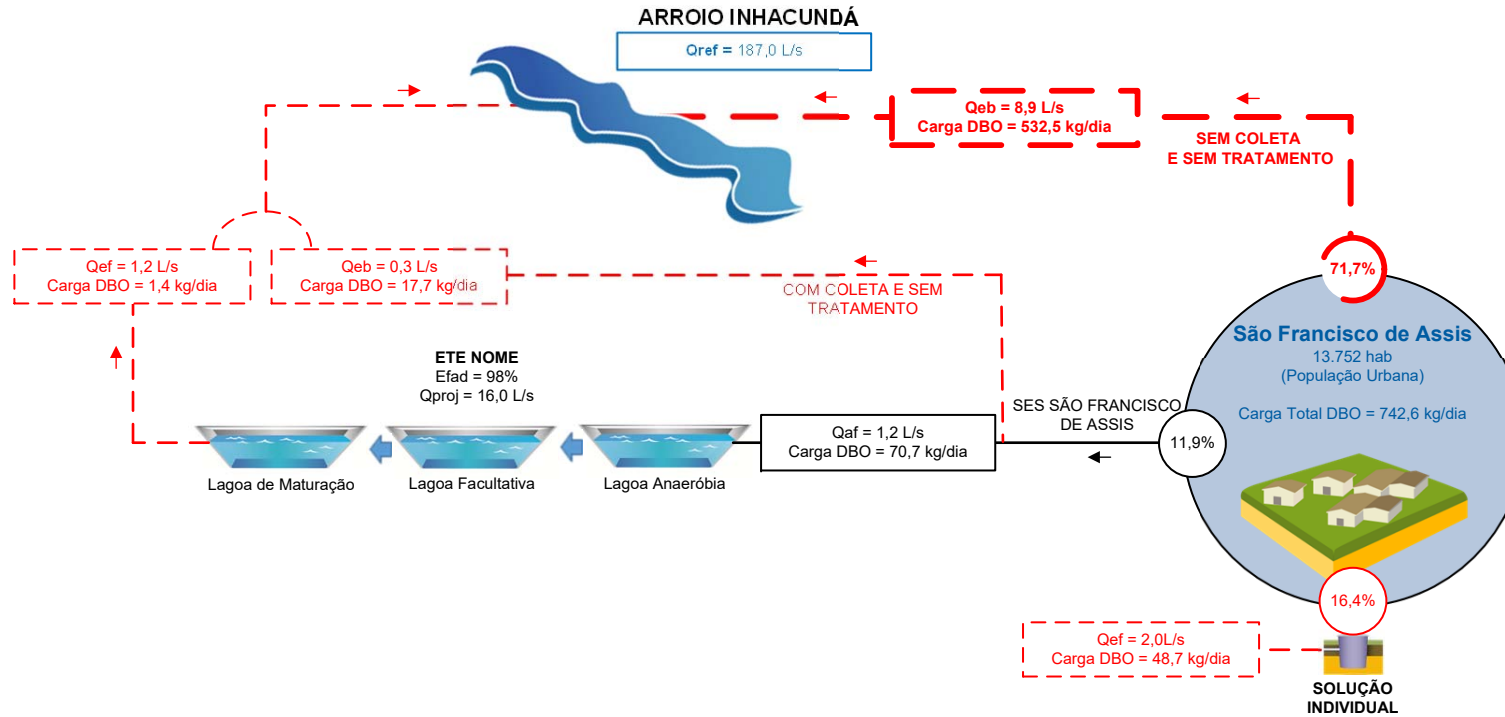 ARROIO INHACUNDÁ
Qref = 187,0 L/s
Qeb = 8,9 L/s
Carga DBO = 532,5 kg/dia
SEM COLETA
E SEM TRATAMENTO
71,7%
Qef = 1,2 L/s
Carga DBO = 1,4 kg/dia
Qeb = 0,3 L/s
Carga DBO = 17,7 kg/dia
COM COLETA E SEM
TRATAMENTO
São Francisco de Assis
13.752 hab
(População Urbana)
Carga Total DBO = 742,6 kg/dia
ETE NOME
Efad = 98%
Qproj = 16,0 L/s
SES SÃO FRANCISCO
DE ASSIS
11,9%
Qaf = 1,2 L/s
Carga DBO = 70,7 kg/dia
Lagoa de Maturação
Lagoa Facultativa
Lagoa Anaeróbia
16,4%
Qef = 2,0L/s
Carga DBO = 48,7 kg/dia
SOLUÇÃO
INDIVIDUAL